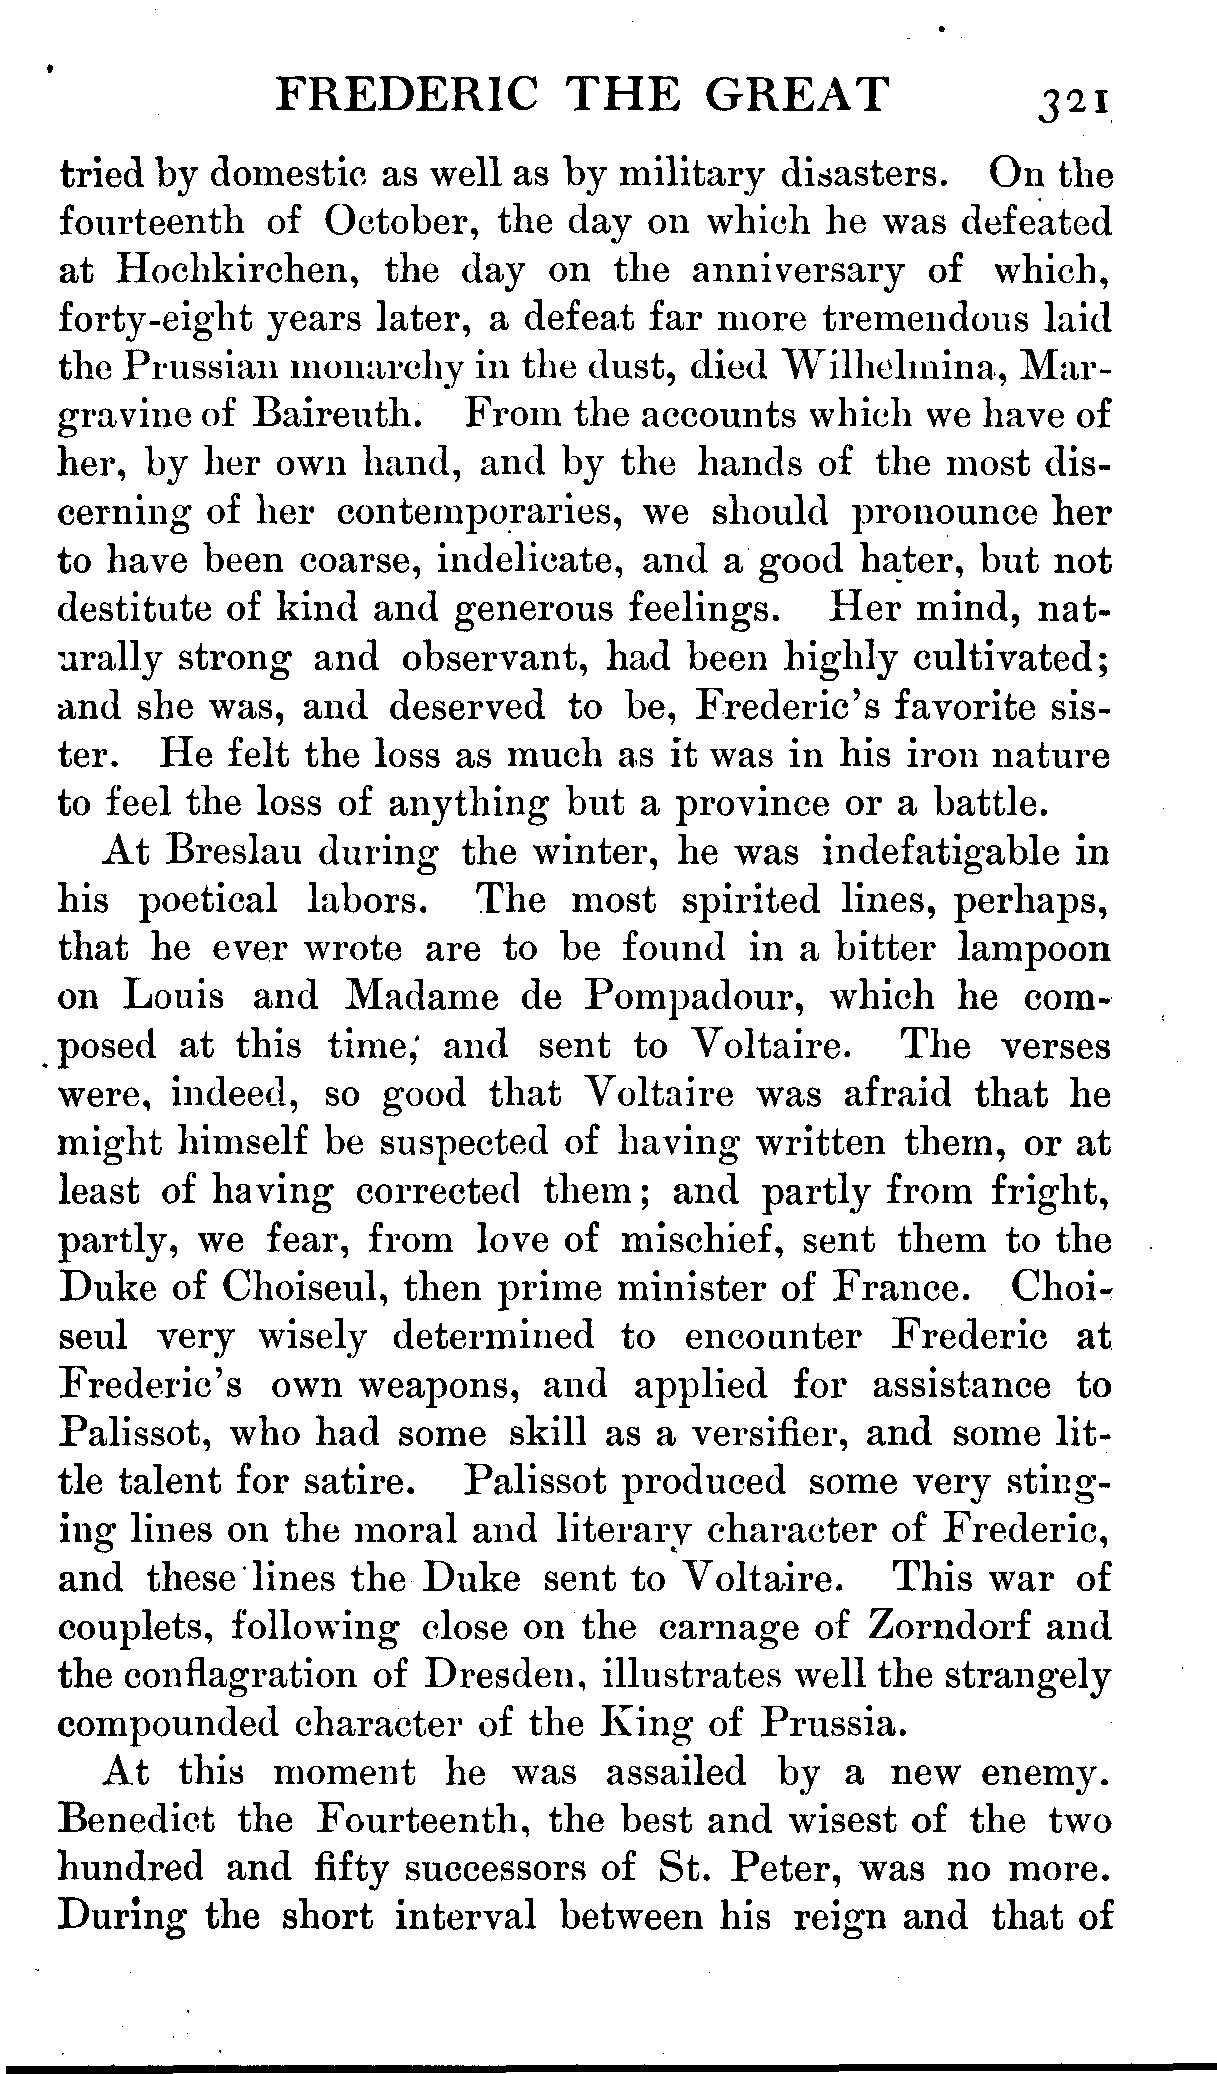 FREDERIC THE GREAT 321
tried by domestic as well as by military disasters. On the
fourteenth of October, the day on which he was defeated
at Hochkirchen, the day on the anniversary of which,
forty-eight years later, a defeat far more tremendous laid
the Prussian monarchy in the dust, died Wilhelmina, Mar-
gravine of Baireuth. From the accounts which we have of
her, by her own hand, and by the hands of the most dis-
cerning of her contemporaries, we should pronounce her
to have been coarse, indelicate, and a good hater, but not
destitute of kind and generous feelings. Her mind, nat-
urally strong and observant, had been highly cultivated;
and she was, and deserved to be, Frederic's favorite sis-
ter. He felt the loss as much as it was in his iron nature
to feel the loss of anything but a province or a battle.
At Breslau during the winter, he was indefatigable in
his poetical labors. The most spirited lines, perhaps,
that he ever wrote are to be found in a bitter lampoon
on Louis and Madame de Pompadour, which he com-
posed at this time, and sent to Voltaire. The verses
were, indeed, so good that Voltaire was afraid that he
might himself be suspected of having written them, or at
least of having corrected them; and partly from fright,
partly, we fear, from love of mischief, sent them to the
Duke of Choiseul, then prime minister of France. Choi-
seul very wisely determined to encounter Frederic at
Frederic's own weapons, and applied for assistance to
Palissot, who had some skill as a versifier, and some lit-
tle talent for satire. Palissot produced some very sting-
ing lines on the moral and literary character of Frederic,
and these lines the Duke sent to Voltaire. This war of
couplets, following close on the carnage of Zorndorf and
the conflagration of Dresden, illustrates well the strangely
compounded character of the King of Prussia.
At this moment he was assailed by a new enemy.
Benedict the Fourteenth, the best and wisest of the two
hundred and fifty successors of St. Peter, was no more.
During the short interval between his reign and that of